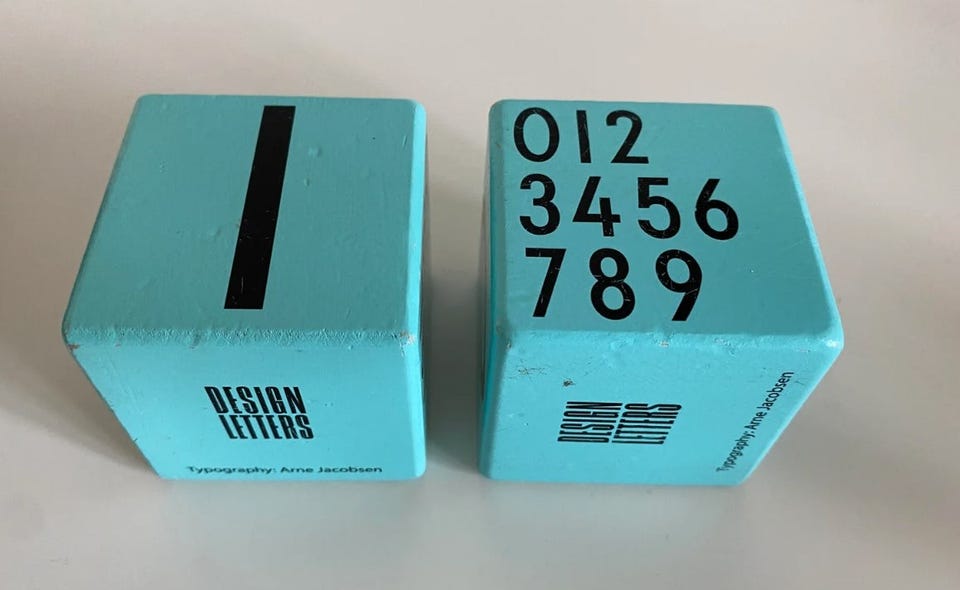 I
DESIGN
LETTERS
Typography: Arne Jacobsen
012
3456
789
DESIGN
LETTERS
Typography: Arne Jacobsen